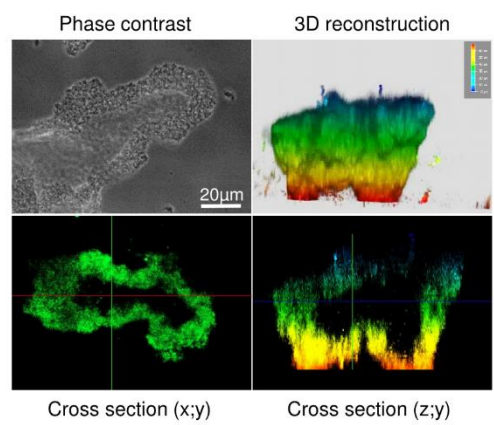 Phase contrast
3D reconstruction
20µm
Cross section (x;y)
Cross section (z;y)